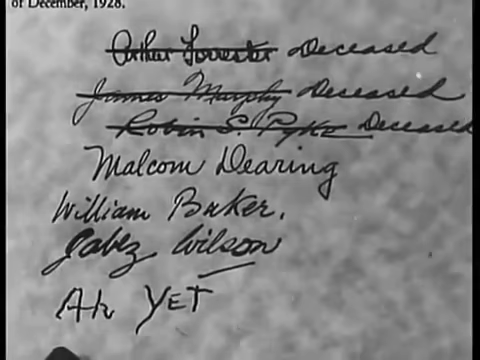 of December, 1928.
Arthur Forrester Deceased
James Murphy Deceased
Robin S. Pyke Deceased
Malcom Dearing
William Baker.
Jabez Wilson
Ah YET